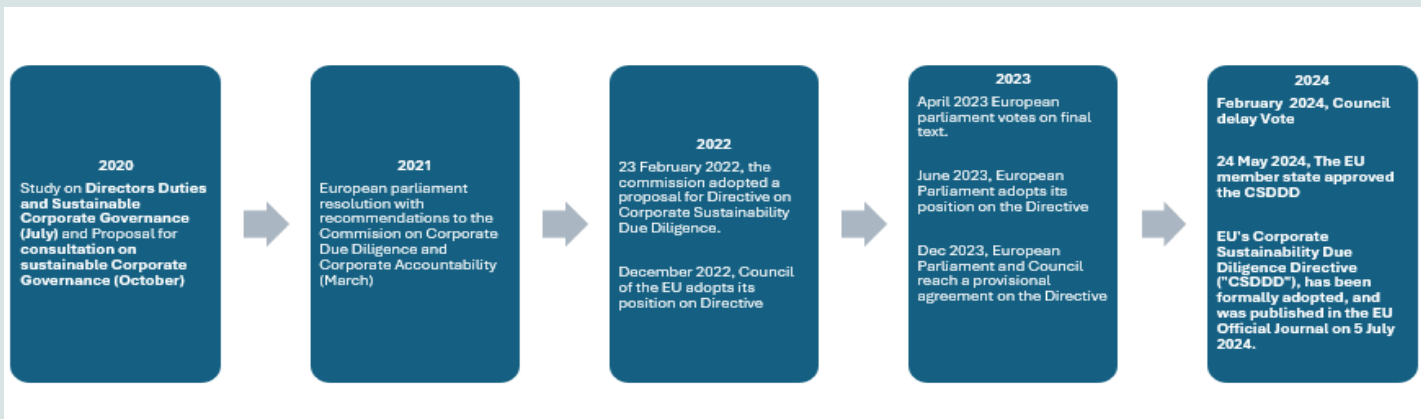 2020
Study on Directors Duties
and Sustainable
Corporate Governance
(July) and Proposal for
consultation on
sustainable Corporate
Governance (October)
2021
European parliament
resolution with
recommendations to the
Commision on Corporate
Due Diligence and
Corporate Accountability
(March)
2022
23 February 2022, the
commission adopted a
proposal for Directive on
Corporate Sustainability
Due Diligence.
December 2022, Council
of the EU adopts its
position on Directive
2023
April 2023 European
parliament votes on final
text.
June 2023, European
Parliament adopts its
position on the Directive
Dec 2023, European
Parliament and Council
reach a provisional
agreement on the Directive
2024
February 2024, Council
delay Vote
24 May 2024, The EU
member state approved
the CSDDD
EU's Corporate
Sustainability Due
Diligence Directive
("CSDDD"), has been
formally adopted, and
was published in the EU
Official Journal on 5 July
2024.